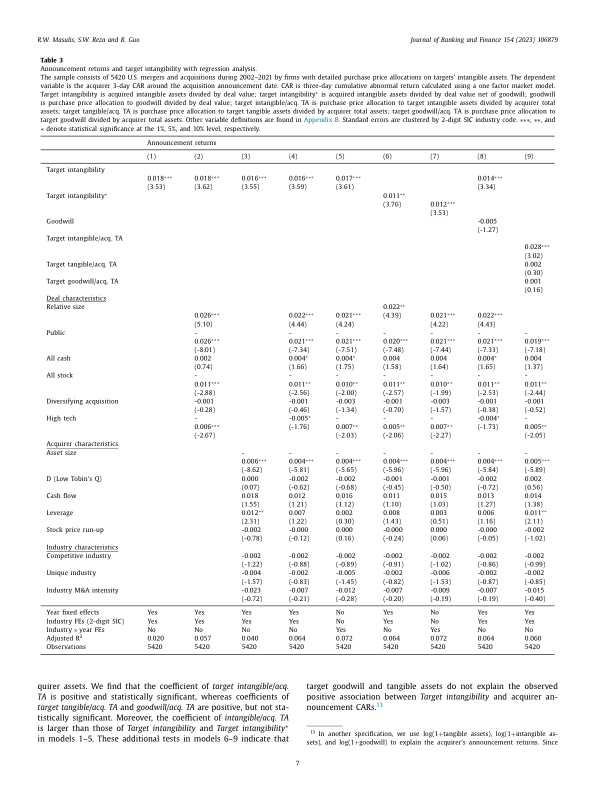 R.W. Masulis, S.W. Reza and R. Guo Journal of Banking and Finance 154 (2023) 106879
Table 3
Announcement returns and target intangibility with regression analysis.
The sample consists of 5420 U.S. mergers and acquisitions during 2002–2021 by firms with detailed purchase price allocations on targets' intangible assets. The dependent
variable is the acquirer 3-day CAR around the acquisition announcement date. CAR is three-day cumulative abnormal return calculated using a one factor market model.
Target intangibility is acquired intangible assets divided by deal value; target intangibility* is acquired intangible assets divided by deal value net of goodwill; goodwill
is purchase price allocation to goodwill divided by deal value; target intangible/acq. TA is purchase price allocation to target intangible assets divided by acquirer total
assets; target tangible/acq. TA is purchase price allocation to target tangible assets divided by acquirer total assets; target goodwill/acq. TA is purchase price allocation to
target goodwill divided by acquirer total assets. Other variable definitions are found in Appendix B. Standard errors are clustered by 2-digit SIC industry code. ***, **, and
* denote statistical significance at the 1%, 5%, and 10% level, respectively.
Announcement returns
(1) (2) (3) (4) (5) (6) (7) (8) (9)
Target intangibility
0.018*** 0.018*** 0.016*** 0.016*** 0.017*** 0.014***
(3.53) (3.62) (3.55) (3.59) (3.61) (3.34)
Target intangibility* 0.011**
(3.76) 0.012***
(3.53)
Goodwill -0.005
(-1.27)
Target intangible/acq. TA
0.028***
(3.02)
Target tangible/acq. TA 0.002
(0.30)
Target goodwill/acq. TA 0.001
(0.16)
Deal characteristics
Relative size 0.022**
0.026*** 0.022*** 0.021*** (4.39) 0.021*** 0.022***
(5.10) (4.44) (4.24) (4.22) (4.43)
Public - - - - - - -
0.026*** 0.021*** 0.021*** 0.020*** 0.021*** 0.021*** 0.019***
(-8.01) (-7.34) (-7.51) (-7.48) (-7.44) (-7.33) (-7.18)
All cash 0.002 0.004* 0.004* 0.004 0.004 0.004* 0.004
(0.74) (1.66) (1.75) (1.58) (1.64) (1.65) (1.37)
All stock - - - - - - -
0.011*** 0.011** 0.010** 0.011** 0.010** 0.011** 0.011**
(-2.88) (-2.56) (-2.00) (-2.57) (-1.99) (-2.53) (-2.44)
Diversifying acquisition -0.001 -0.001 -0.003 -0.001 -0.003 -0.001 -0.001
(-0.28) (-0.46) (-1.34) (-0.70) (-1.57) (-0.38) (-0.52)
High tech - -0.005* - - - -0.004* -
0.006*** (-1.76) 0.007** 0.005** 0.007** (-1.73) 0.005**
(-2.67) (-2.03) (-2.06) (-2.27) (-2.05)
Acquirer characteristics
Asset size - - - - - - -
0.006*** 0.004*** 0.004*** 0.004*** 0.004*** 0.004*** 0.005***
(-8.62) (-5.81) (-5.65) (-5.96) (-5.96) (-5.84) (-5.89)
D (Low Tobin's Q) 0.000 -0.002 -0.002 -0.001 -0.001 -0.002 0.002
(0.07) (-0.62) (-0.68) (-0.45) (-0.50) (-0.72) (0.56)
Cash flow 0.018 0.012 0.016 0.011 0.015 0.013 0.014
(1.55) (1.21) (1.12) (1.10) (1.03) (1.27) (1.38)
Leverage 0.012** 0.007 0.002 0.008 0.003 0.006 0.011**
(2.31) (1.22) (0.30) (1.43) (0.51) (1.16) (2.11)
Stock price run-up -0.002 -0.000 0.000 -0.000 0.000 -0.000 -0.002
(-0.78) (-0.12) (0.16) (-0.24) (0.06) (-0.05) (-1.02)
Industry characteristics
Competitive industry -0.002 -0.002 -0.002 -0.002 -0.002 -0.002 -0.002
(-1.22) (-0.88) (-0.89) (-0.91) (-1.02) (-0.86) (-0.99)
Unique industry -0.004 -0.002 -0.005 -0.002 -0.006 -0.002 -0.002
(-1.57) (-0.83) (-1.45) (-0.82) (-1.53) (-0.87) (-0.85)
Industry M&A intensity -0.023 -0.007 -0.012 -0.007 -0.009 -0.007 -0.015
(-0.72) (-0.21) (-0.28) (-0.20) (-0.19) (-0.19) (-0.40)
Year fixed effects Yes Yes Yes Yes No Yes No Yes Yes
Industry FEs (2-digit SIC) Yes Yes Yes Yes No Yes No Yes Yes
Industry × year FEs No No No No Yes No Yes No No
Adjusted R² 0.020 0.057 0.040 0.064 0.072 0.064 0.072 0.064 0.060
Observations 5420 5420 5420 5420 5420 5420 5420 5420 5420
quirer assets. We find that the coefficient of target intangible/acq.
TA is positive and statistically significant, whereas coefficients of
target tangible/acq. TA and goodwill/acq. TA are positive, but not sta-
tistically significant. Moreover, the coefficient of intangible/acq. TA
is larger than those of Target intangibility and Target intangibility*
in models 1–5. These additional tests in models 6–9 indicate that
target goodwill and tangible assets do not explain the observed
positive association between Target intangibility and acquirer an-
nouncement CARs.¹³
¹³ In another specification, we use log(1+tangible assets), log(1+intangible as-
sets), and log(1+goodwill) to explain the acquirer's announcement returns. Since
7